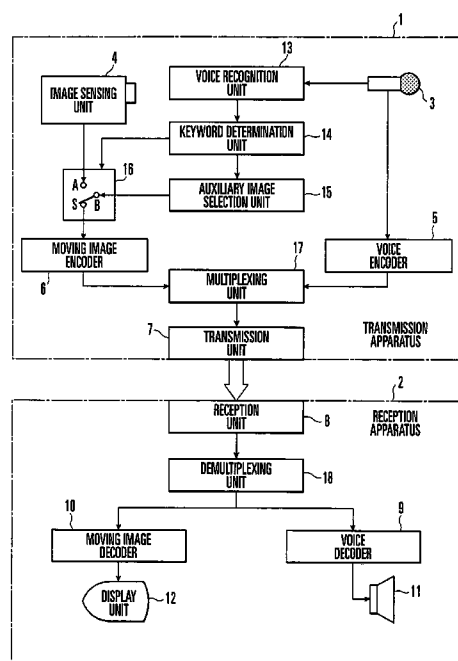 1
4
13
IMAGE SENSING
UNIT
VOICE RECOGNITION
UNIT
3
KEYWORD DETERMINATION
UNIT
14
16
A
S
B
AUXILIARY IMAGE
SELECTION UNIT
15
5
MOVING IMAGE
ENCODER
6
17
VOICE
ENCODER
MULTIPLEXING
UNIT
7
TRANSMISSION
UNIT
TRANSMISSION
APPARATUS
2
RECEPTION
UNIT
8
RECEPTION
APPARATUS
DEMULTIPLEXING
UNIT
18
10
9
MOVING IMAGE
DECODER
VOICE
DECODER
DISPLAY
UNIT
12
11